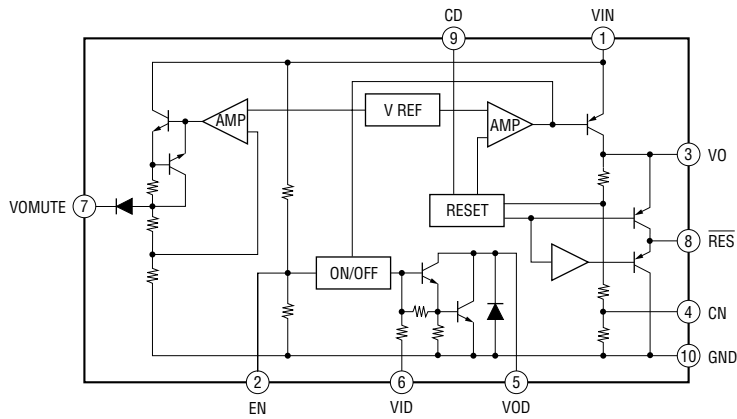 CD VIN
9 1
AMP V REF AMP
3 VO
VOMUTE 7 RESET
8 RES
ON/OFF
4 CN
10 GND
2 6 5
EN VID VOD